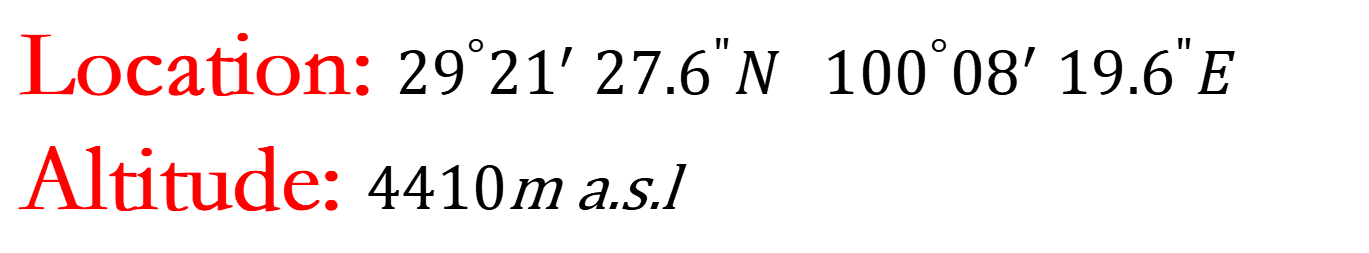 Location: 29°21′ 27.6"N 100°08′ 19.6"E
Altitude: 4410m a.s.l